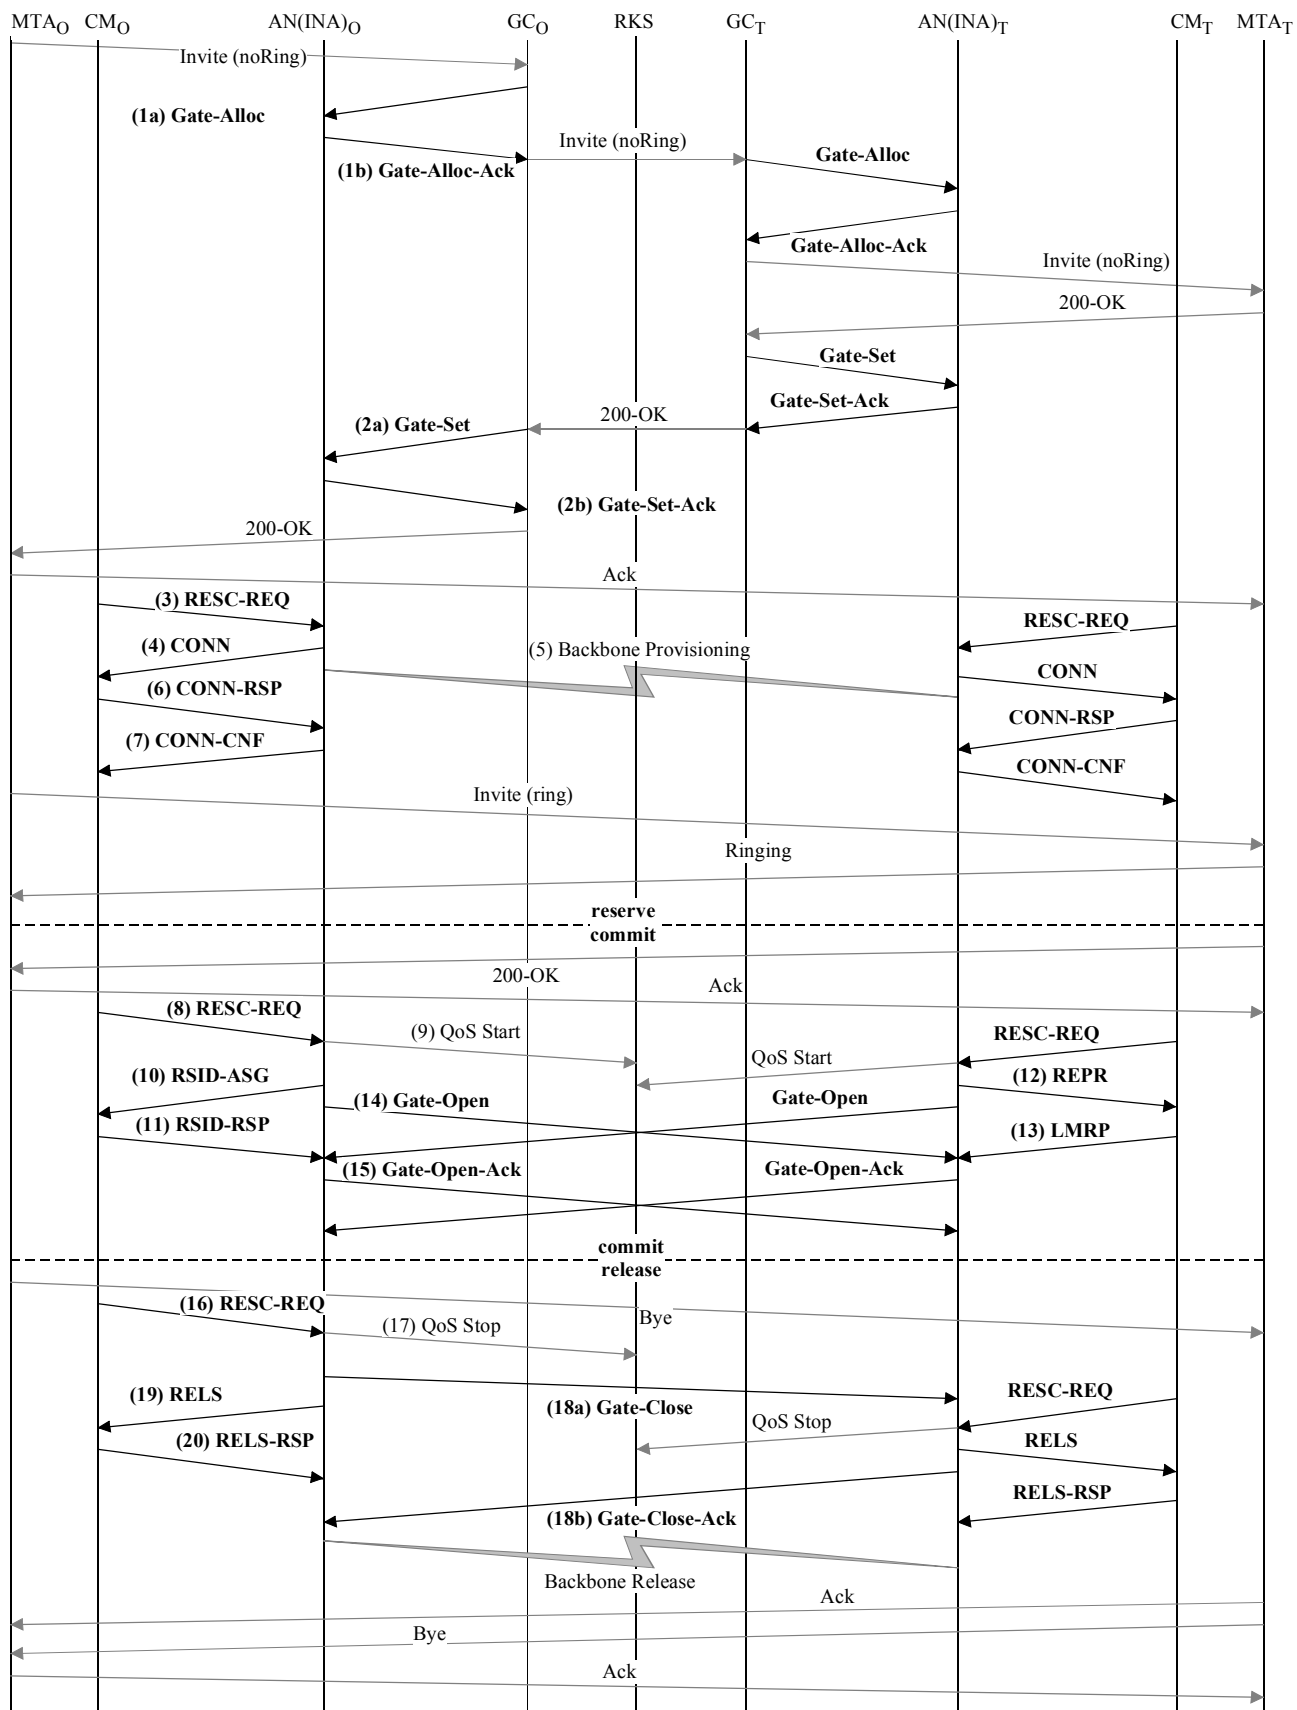 MTAO CMO AN(INA)O GCO RKS GCT AN(INA)T CMT MTAT
Invite (noRing)
(1a) Gate-Alloc
Invite (noRing)
Gate-Alloc
(1b) Gate-Alloc-Ack
Gate-Alloc-Ack
Invite (noRing)
200-OK
Gate-Set
Gate-Set-Ack
200-OK
(2a) Gate-Set
(2b) Gate-Set-Ack
200-OK
Ack
(3) RESC-REQ
RESC-REQ
(4) CONN
(5) Backbone Provisioning
CONN
(6) CONN-RSP
CONN-RSP
(7) CONN-CNF
CONN-CNF
Invite (ring)
Ringing
reserve
commit
200-OK
Ack
(8) RESC-REQ
(9) QoS Start
RESC-REQ
QoS Start
(10) RSID-ASG
(12) REPR
(14) Gate-Open
Gate-Open
(11) RSID-RSP
(13) LMRP
(15) Gate-Open-Ack
Gate-Open-Ack
commit
release
(16) RESC-REQ
Bye
(17) QoS Stop
(19) RELS
RESC-REQ
(18a) Gate-Close
QoS Stop
(20) RELS-RSP
RELS
RELS-RSP
(18b) Gate-Close-Ack
Backbone Release
Ack
Bye
Ack